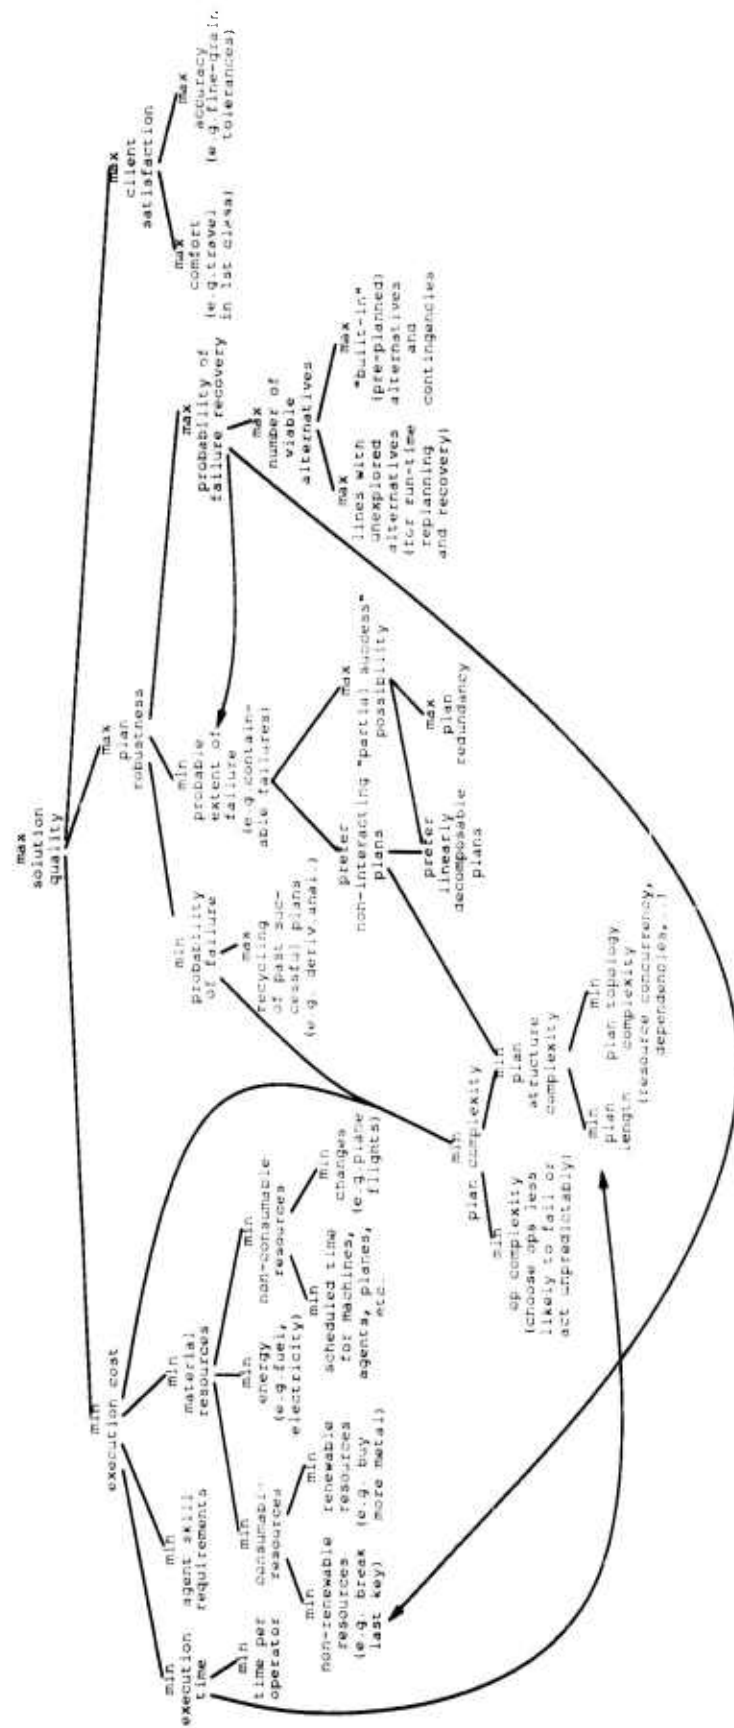 max
solution
quality
min
execution cost
max
plan
robustness
max
client
satisfaction
min
execution
time
min
agent skill
requirements
min
material
resources
min
probability
of failure
min
probable
extent of
failure
(e.g contain-
able failures)
max
probability of
failure recovery
max
comfort
(e.g.travel
in 1st class)
max
accuracy
(e.g.fine-grain
tolerances)
min
time per
operator
min
consumable
resources
min
energy
(e.g.fuel,
electricity)
min
non-consumable
resources
max
recycling
of past suc-
cessful plans
(e.g. deriv.anal.)
prefer
non-interacting
plans
max
"partial success"
possibility
max
number of
viable
alternatives
min
non-renewable
resources
(e.g. break
last key)
min
renewable
resources
(e.g. buy
more metal)
min
scheduled time
for machines,
agents, planes,
etc.
min
changes
(e.g.plane
flights)
prefer
linearly
decomposable
plans
max
plan
redundancy
max
lines with
unexplored
alternatives
(for run-time
replanning
and recovery)
max
"built-in"
(pre-planned)
alternatives
and
contingencies
min
plan complexity
min
op complexity
(choose ops less
likely to fail or
act unpredictably)
min
plan
structure
complexity
min
plan
length
min
plan topology
complexity
(resource concurrency,
dependencies,...)